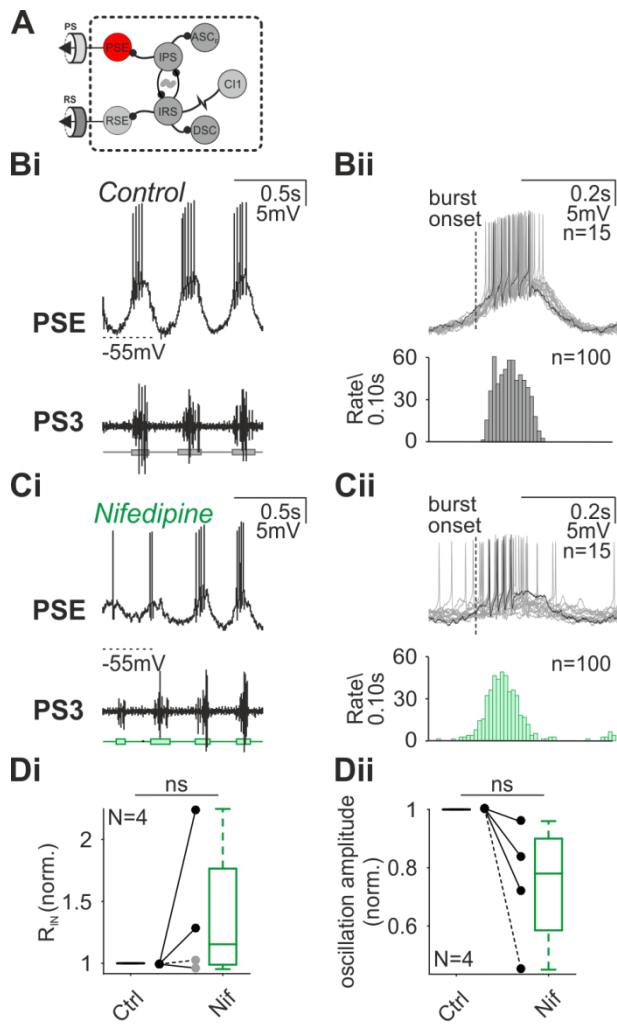 A
PS
PSE
IPS
ASCE
CI1
RS
RSE
IRS
DSC
Bi
Control
0.5s
5mV
PSE
-55mV
PS3
Bii
burst
onset
0.2s
5mV
n=15
60
30
0
Rate\
0.10s
n=100
Ci
Nifedipine
0.5s
5mV
PSE
-55mV
PS3
Cii
burst
onset
0.2s
5mV
n=15
60
30
0
Rate\
0.10s
n=100
Di
ns
N=4
2
1.5
1
RIN (norm.)
Ctrl
Nif
Dii
ns
1
0.8
0.6
oscillation amplitude
(norm.)
N=4
Ctrl
Nif